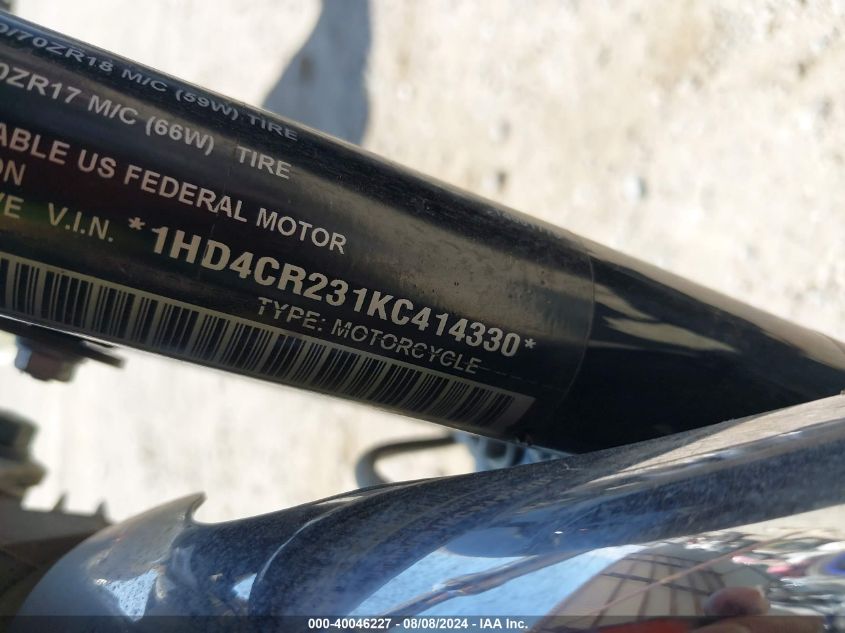 /70ZR18 M/C (59W) TIRE
0ZR17 M/C (66W) TIRE
ABLE US FEDERAL MOTOR
ON
VE V.I.N. *1HD4CR231KC414330*
TYPE: MOTORCYCLE
000-40046227 - 08/08/2024 - IAA Inc.